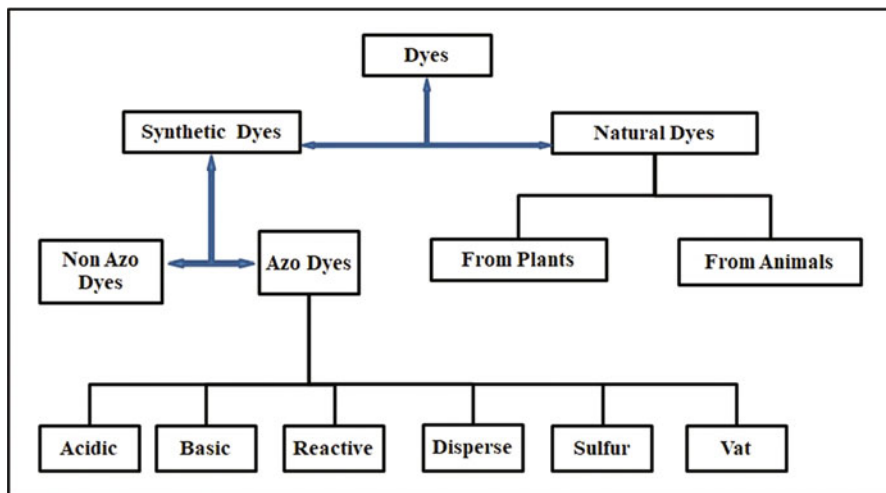 Dyes
Synthetic Dyes
Natural Dyes
Non Azo
Dyes
Azo Dyes
From Plants
From Animals
Acidic
Basic
Reactive
Disperse
Sulfur
Vat